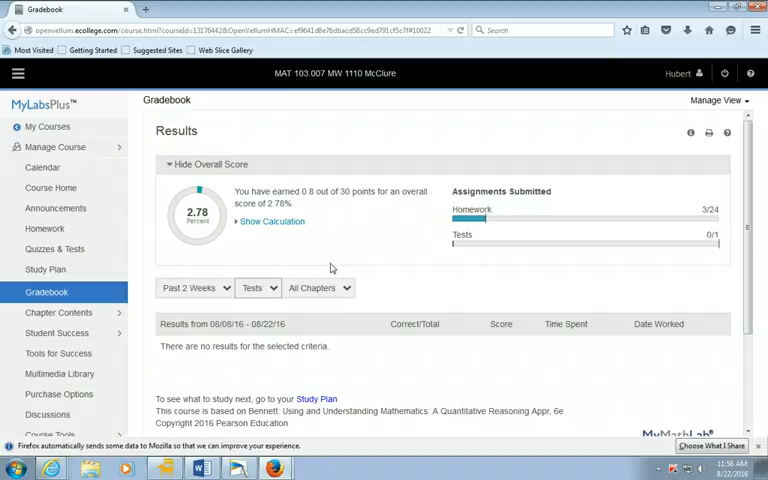 Gradebook
openvellum.ecollege.com/course.html?courseId=13176442&OpenVellumHMAC=ef9641d8e76dbacd58cc9ed791cf5c7f#10022
Search
Most Visited
Getting Started
Suggested Sites
Web Slice Gallery
MAT 103.007 MW 1110 McClure
Hubert
MyLabsPlus™
Gradebook
Manage View
My Courses
Manage Course
Calendar
Course Home
Announcements
Homework
Quizzes & Tests
Study Plan
Gradebook
Chapter Contents
Student Success
Tools for Success
Multimedia Library
Purchase Options
Discussions
Course Tools
Results
Hide Overall Score
2.78
Percent
You have earned 0.8 out of 30 points for an overall
score of 2.78%.
Show Calculation
Assignments Submitted
Homework 3/24
Tests 0/1
Past 2 Weeks
Tests
All Chapters
Results from 08/08/16 - 08/22/16 Correct/Total Score Time Spent Date Worked
There are no results for the selected criteria.
To see what to study next, go to your Study Plan
This course is based on Bennett: Using and Understanding Mathematics: A Quantitative Reasoning Appr, 6e
Copyright 2016 Pearson Education
MyMathLab®
Firefox automatically sends some data to Mozilla so that we can improve your experience.
Choose What I Share
11:56 AM
8/22/2016